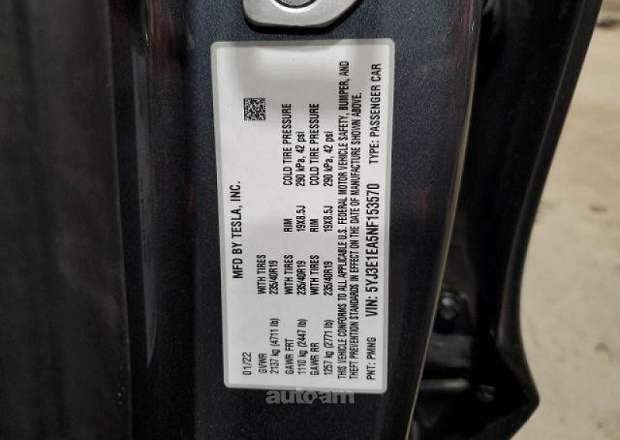 MFD BY TESLA, INC.
01/22
GVWR WITH TIRES RIM COLD TIRE PRESSURE
2137 kg (4711 lb) 235/40R19 19X8.5J 290 kPa, 42 psi
GAWR FRT WITH TIRES RIM COLD TIRE PRESSURE
1110 kg (2447 lb) 235/40R19 19X8.5J 290 kPa, 42 psi
GAWR RR
1257 kg (2771 lb) 235/40R19
THIS VEHICLE CONFORMS TO ALL U.S. FEDERAL MOTOR VEHICLE SAFETY, BUMPER, AND
THEFT PREVENTION STANDARDS IN EFFECT ON THE DATE OF MANUFACTURE SHOWN ABOVE.
VIN: 5YJ3E1EA5NF153570
PNT: PMNG TYPE: PASSENGER CAR
auto.am